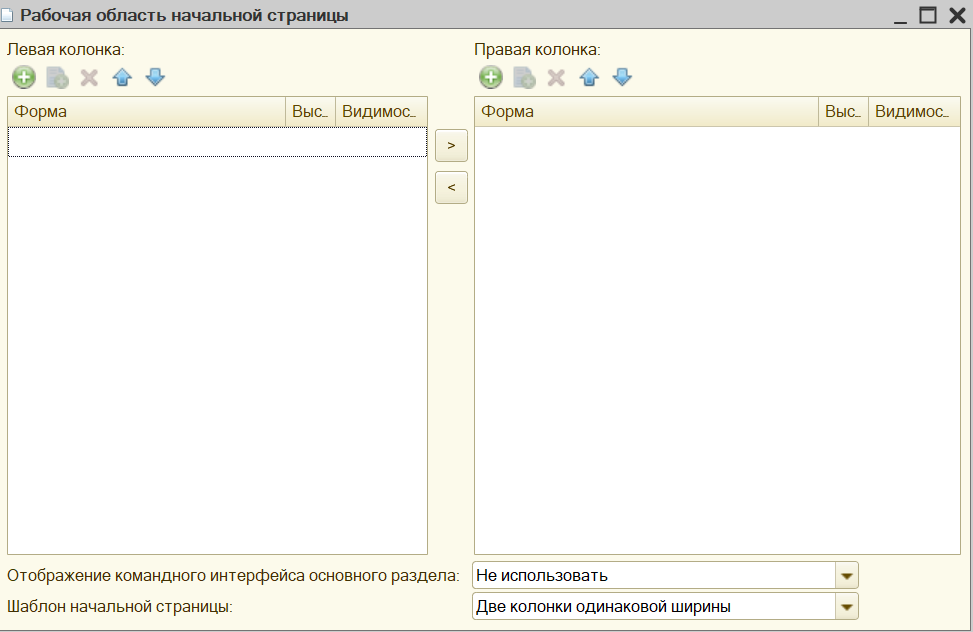 Рабочая область начальной страницы
Левая колонка:
Правая колонка:
Форма Выс... Видимос...
Форма Выс... Видимос...
>
<
Отображение командного интерфейса основного раздела: Не использовать
Шаблон начальной страницы: Две колонки одинаковой ширины